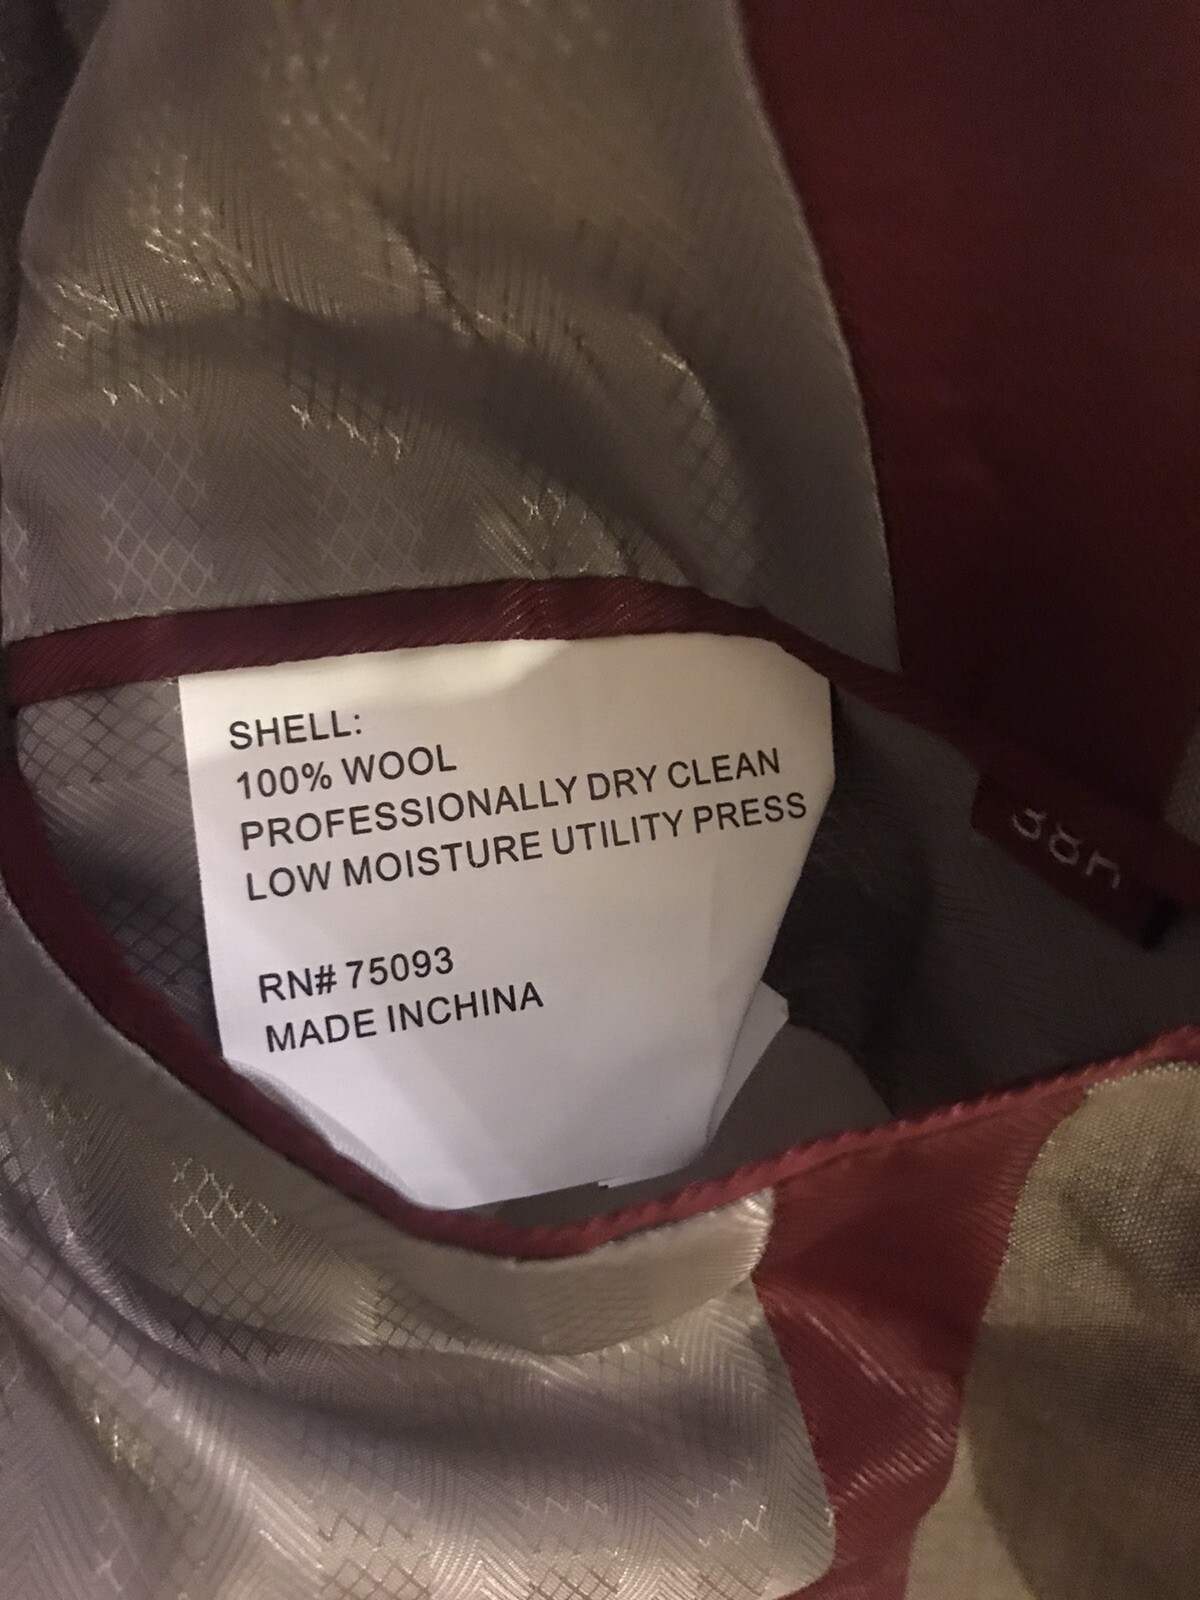 SHELL:
100% WOOL
PROFESSIONALLY DRY CLEAN
LOW MOISTURE UTILITY PRESS
RN# 75093
MADE INCHINA